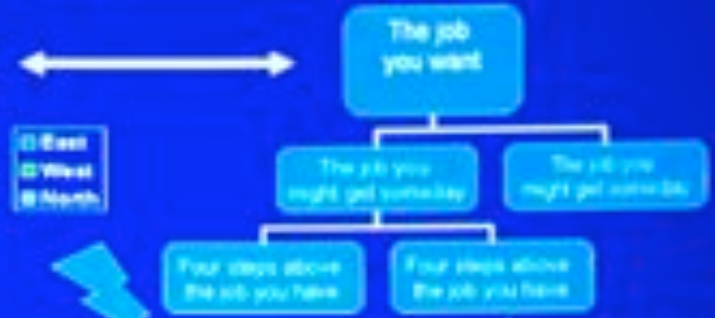 The job
you want
East
West
North
The job you
might get someday
The job you
might get someday
Four steps above
the job you have
Four steps above
the job you have